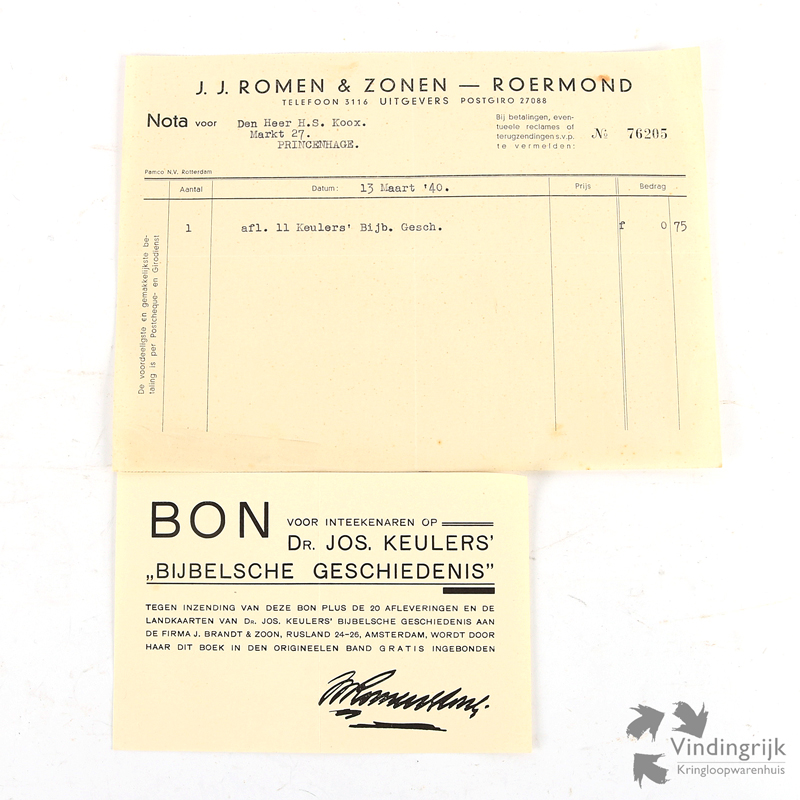 J. J. ROMEN & ZONEN — ROERMOND
TELEFOON 3116 UITGEVERS POSTGIRO 27088
Nota voor
Den Heer H.S. Koox.
Markt 27.
PRINCENHAGE.
Bij betalingen, even-
tueele reclames of
terugzendingen s.v.p.
te vermelden:
№ 76205
Pamco N.V. Rotterdam
Aantal Datum: 13 Maart '40. Prijs Bedrag
1 afl. 11 Keulers' Bijb. Gesch. f 0 75
De voordeeligste en gemakkelijkste be-
taling is per Postcheque- en Girodienst
BON VOOR INTEEKENAREN OP
DR. JOS. KEULERS'
„BIJBELSCHE GESCHIEDENIS"
TEGEN INZENDING VAN DEZE BON PLUS DE 20 AFLEVERINGEN EN DE
LANDKAARTEN VAN DR. JOS. KEULERS' BIJBELSCHE GESCHIEDENIS AAN
DE FIRMA J. BRANDT & ZOON, RUSLAND 24-26, AMSTERDAM, WORDT DOOR
HAAR DIT BOEK IN DEN ORIGINEELEN BAND GRATIS INGEBONDEN
Vindingrijk
Kringloopwarenhuis